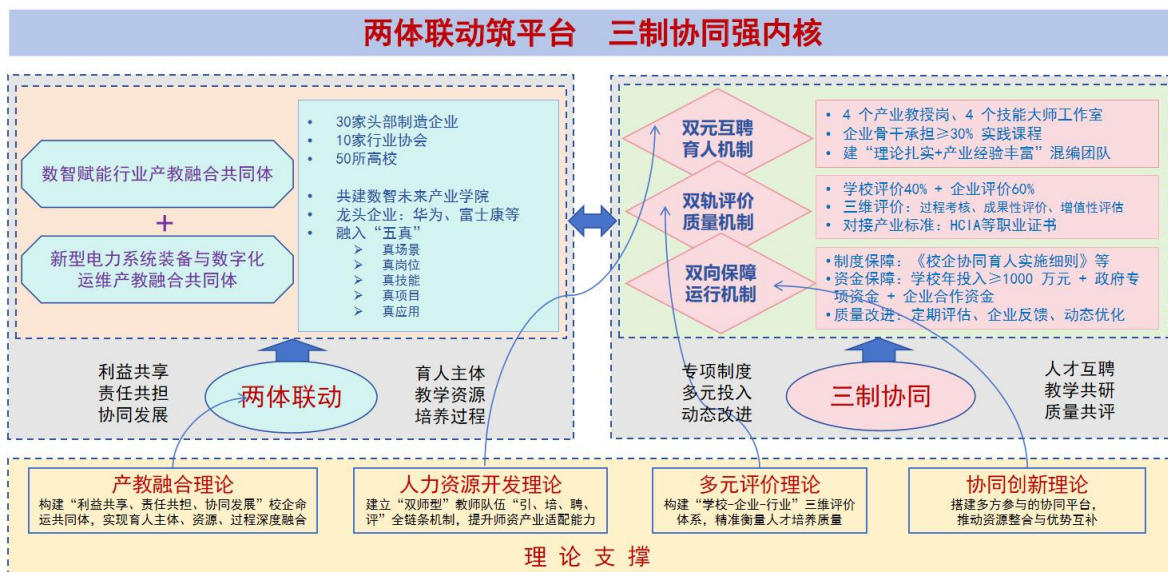 两体联动筑平台 三制协同强内核
数智赋能行业产教融合共同体
+
新型电力系统装备与数字化
运维产教融合共同体
• 30家头部制造企业
• 10家行业协会
• 50所高校
• 共建数智未来产业学院
• 龙头企业：华为、富士康等
• 融入“五真”
➢ 真场景
➢ 真岗位
➢ 真技能
➢ 真项目
➢ 真应用
利益共享
责任共担
协同发展
两体联动
育人主体
教学资源
培养过程
双元互聘
育人机制
• 4 个产业教授岗、4 个技能大师工作室
• 企业骨干承担≥30% 实践课程
• 建“理论扎实+产业经验丰富”混编团队
双轨评价
质量机制
• 学校评价40% + 企业评价60%
• 三维评价：过程考核、成果性评价、增值性评估
• 对接产业标准：HCIA等职业证书
双向保障
运行机制
• 制度保障：《校企协同育人实施细则》等
• 资金保障：学校年投入≥1000 万元 + 政府专
项资金 + 企业合作资金
• 质量改进：定期评估、企业反馈、动态优化
专项制度
多元投入
动态改进
三制协同
人才互聘
教学共研
质量共评
产教融合理论
构建“利益共享、责任共担、协同发展”校企命
运共同体，实现育人主体、资源、过程深度融合
人力资源开发理论
建立“双师型”教师队伍“引、培、聘、
评”全链条机制，提升师资产业适配能力
多元评价理论
构建“学校-企业-行业”三维评价
体系，精准衡量人才培养质量
协同创新理论
搭建多方参与的协同平台，
推动资源整合与优势互补
理论支撑